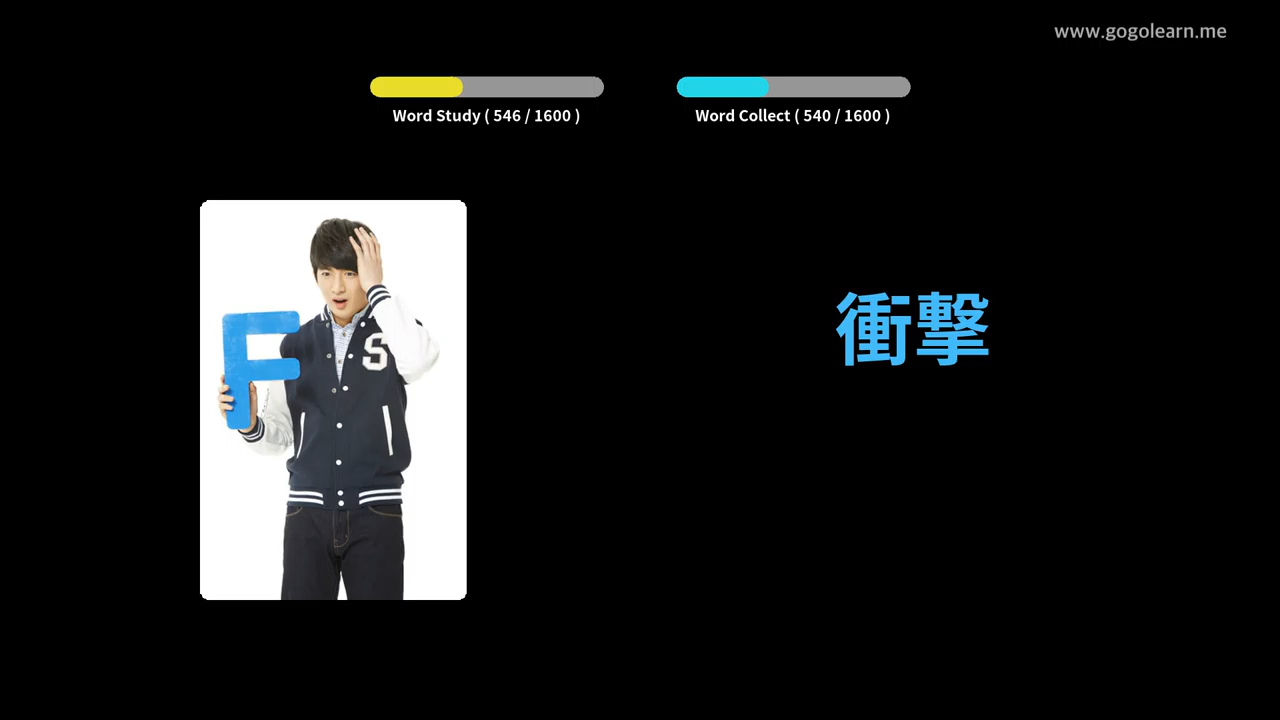 www.gogolearn.me
Word Study ( 546 / 1600 )
Word Collect ( 540 / 1600 )
F
S
衝撃